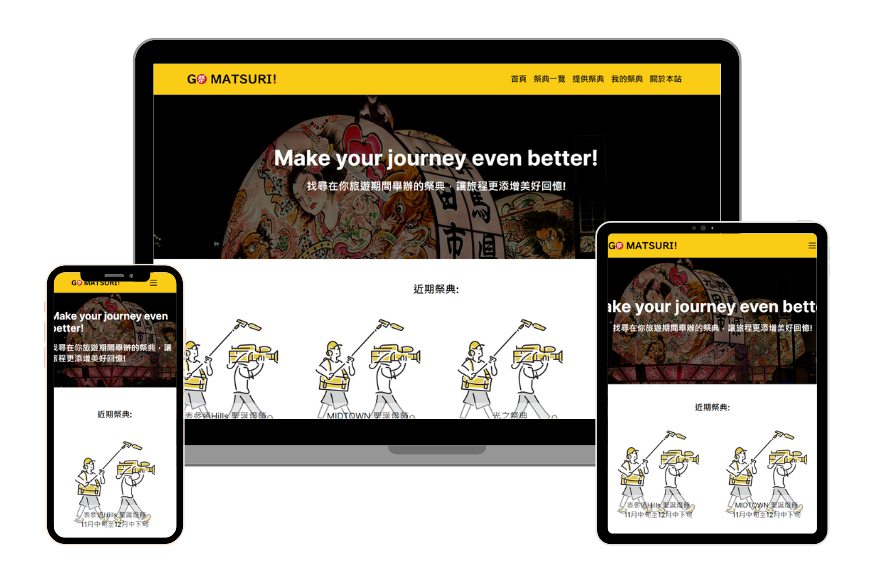 GO祭 MATSURI!
首頁 祭典一覽 提供祭典 我的祭典 關於本站
Make your journey even better!
找尋在你旅遊期間舉辦的祭典，讓旅程更添增美好回憶!
近期祭典:
表參道Hills 聖誕燈飾
MIDTOWN 聖誕燈飾
光之祭典
GO祭 MATSURI!
Make your journey even
better!
找尋在你旅遊期間舉辦的祭典，讓
旅程更添增美好回憶!
近期祭典:
表參道Hills 聖誕燈飾
11月中旬至12月中下旬
GO祭 MATSURI!
ake your journey even bett
找尋在你旅遊期間舉辦的祭典，讓旅程更添增美好回憶!
近期祭典:
表參道Hills 聖誕燈飾
11月中旬至12月中下旬
MIDTOWN 聖誕燈飾
11月中旬至12月中下旬